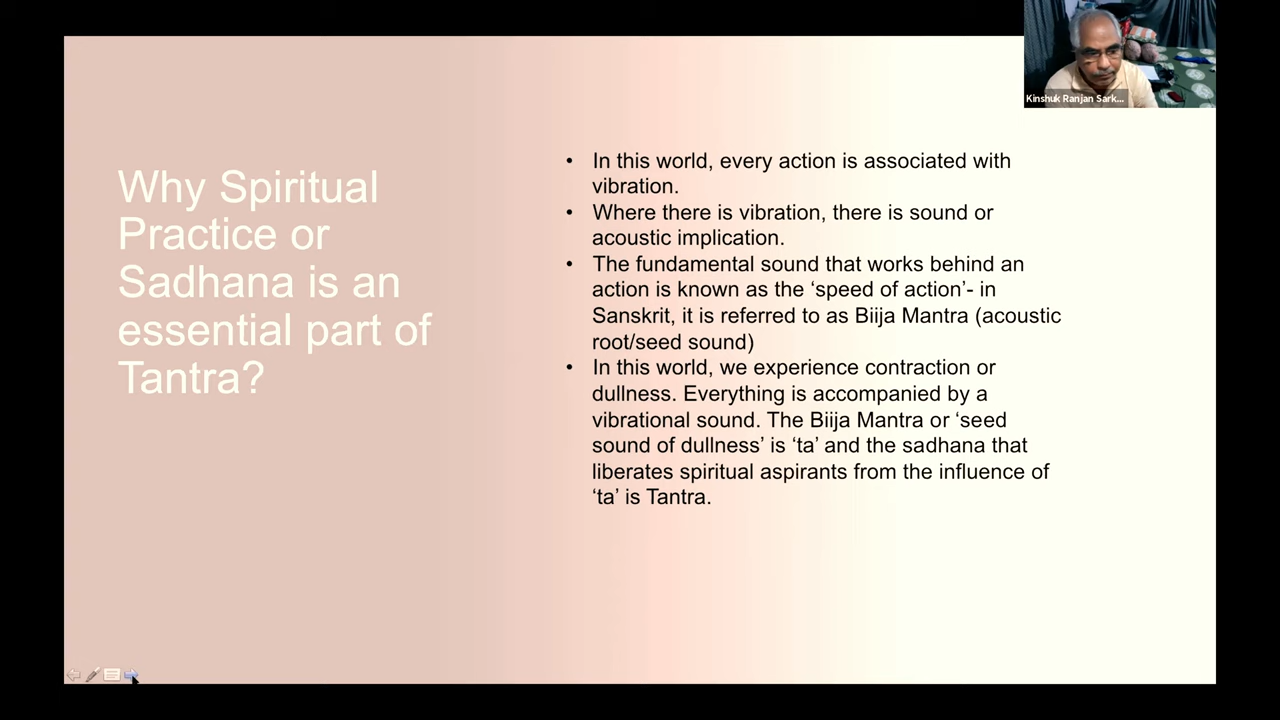 Kinshuk Ranjan Sark...
Why Spiritual
Practice or
Sadhana is an
essential part of
Tantra?
• In this world, every action is associated with
vibration.
• Where there is vibration, there is sound or
acoustic implication.
• The fundamental sound that works behind an
action is known as the ‘speed of action’- in
Sanskrit, it is referred to as Biija Mantra (acoustic
root/seed sound)
• In this world, we experience contraction or
dullness. Everything is accompanied by a
vibrational sound. The Biija Mantra or ‘seed
sound of dullness’ is ‘ta’ and the sadhana that
liberates spiritual aspirants from the influence of
‘ta’ is Tantra.